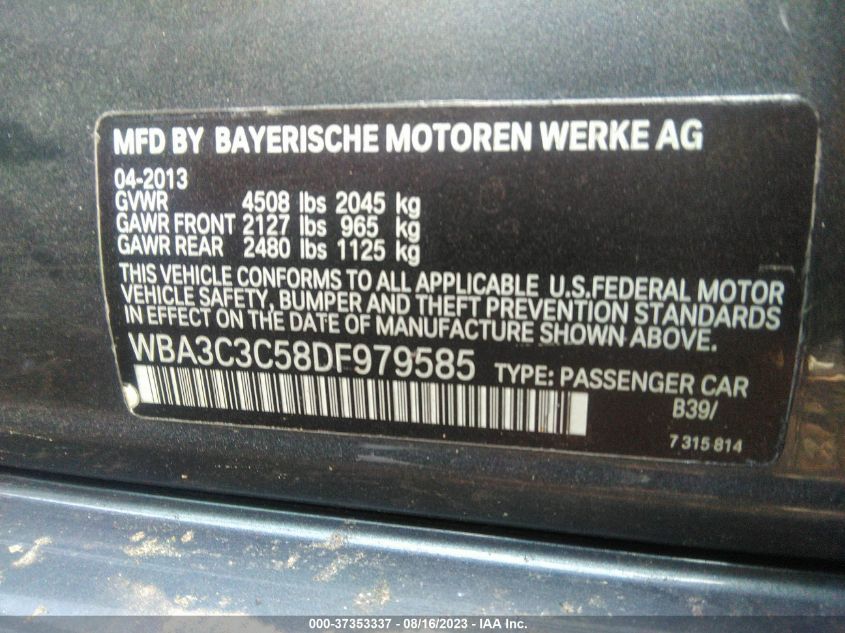 MFD BY BAYERISCHE MOTOREN WERKE AG
04-2013
GVWR 4508 lbs 2045 kg
GAWR FRONT 2127 lbs 965 kg
GAWR REAR 2480 lbs 1125 kg
THIS VEHICLE CONFORMS TO ALL APPLICABLE U.S.FEDERAL MOTOR
VEHICLE SAFETY, BUMPER AND THEFT PREVENTION STANDARDS
IN EFFECT ON THE DATE OF MANUFACTURE SHOWN ABOVE.
WBA3C3C58DF979585 TYPE: PASSENGER CAR
B39/
7 315 814
000-37353337 - 08/16/2023 - IAA Inc.